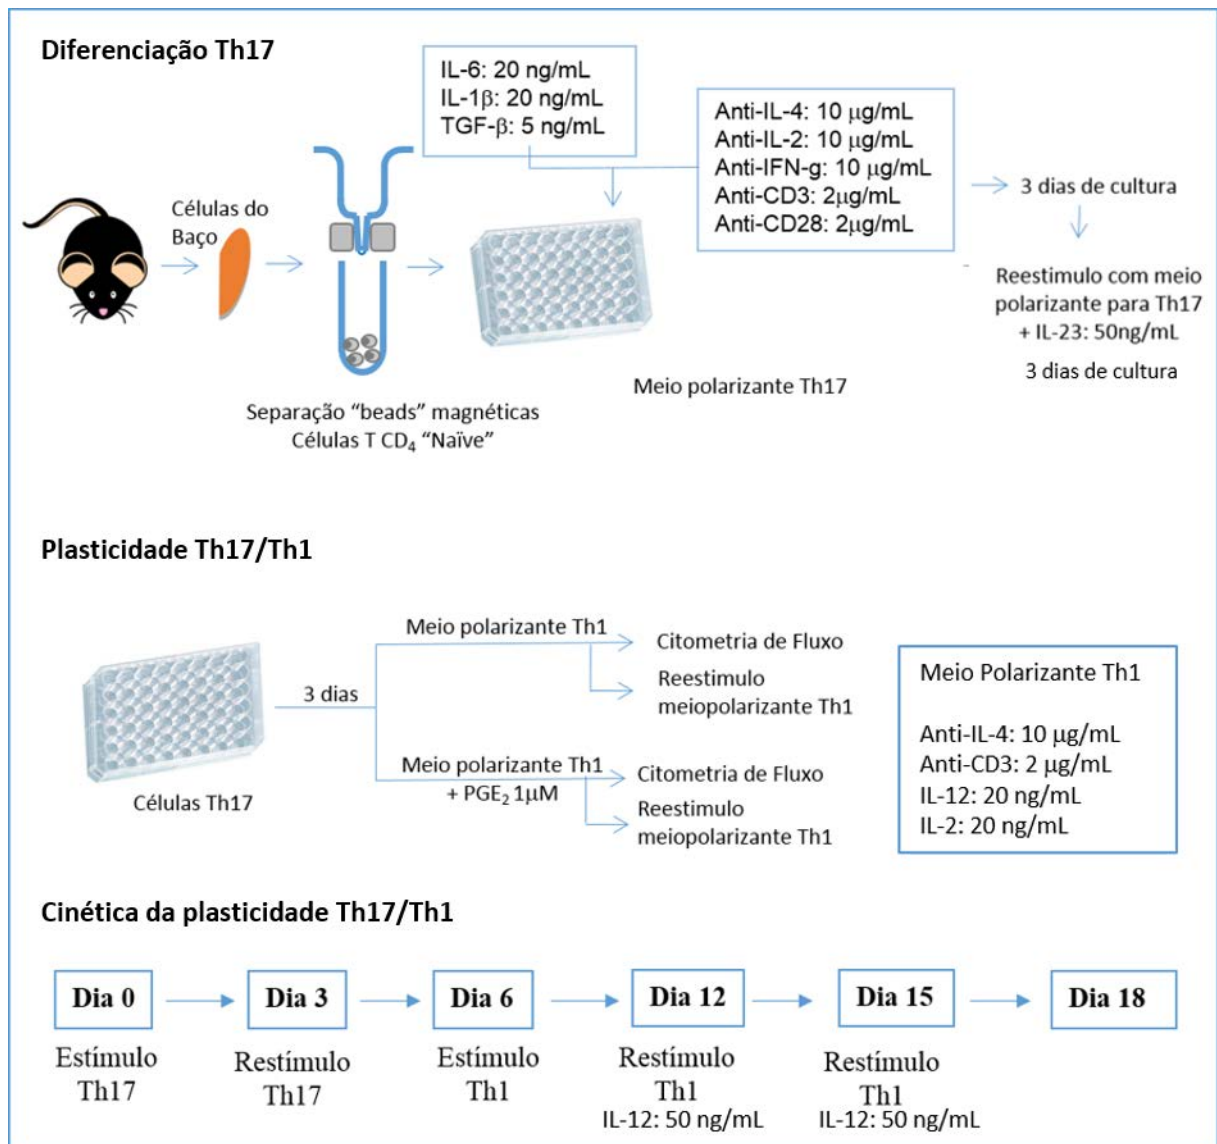 Diferenciação Th17
IL-6: 20 ng/mL
IL-1β: 20 ng/mL
TGF-β: 5 ng/mL
Anti-IL-4: 10 μg/mL
Anti-IL-2: 10 μg/mL
Anti-IFN-g: 10 μg/mL
Anti-CD3: 2μg/mL
Anti-CD28: 2μg/mL
3 dias de cultura
Células do
Baço
Reestimulo com meio
polarizante para Th17
+ IL-23: 50ng/mL
3 dias de cultura
Meio polarizante Th17
Separação “beads” magnéticas
Células T CD₄ “Naïve”
Plasticidade Th17/Th1
Células Th17
3 dias
Meio polarizante Th1
Citometria de Fluxo
Reestimulo
meiopolarizante Th1
Meio polarizante Th1
+ PGE₂ 1μM
Citometria de Fluxo
Reestimulo
meiopolarizante Th1
Meio Polarizante Th1
Anti-IL-4: 10 μg/mL
Anti-CD3: 2 μg/mL
IL-12: 20 ng/mL
IL-2: 20 ng/mL
Cinética da plasticidade Th17/Th1
Dia 0
Dia 3
Dia 6
Dia 12
Dia 15
Dia 18
Estímulo
Th17
Restímulo
Th17
Estímulo
Th1
Restímulo
Th1
IL-12: 50 ng/mL
Restímulo
Th1
IL-12: 50 ng/mL